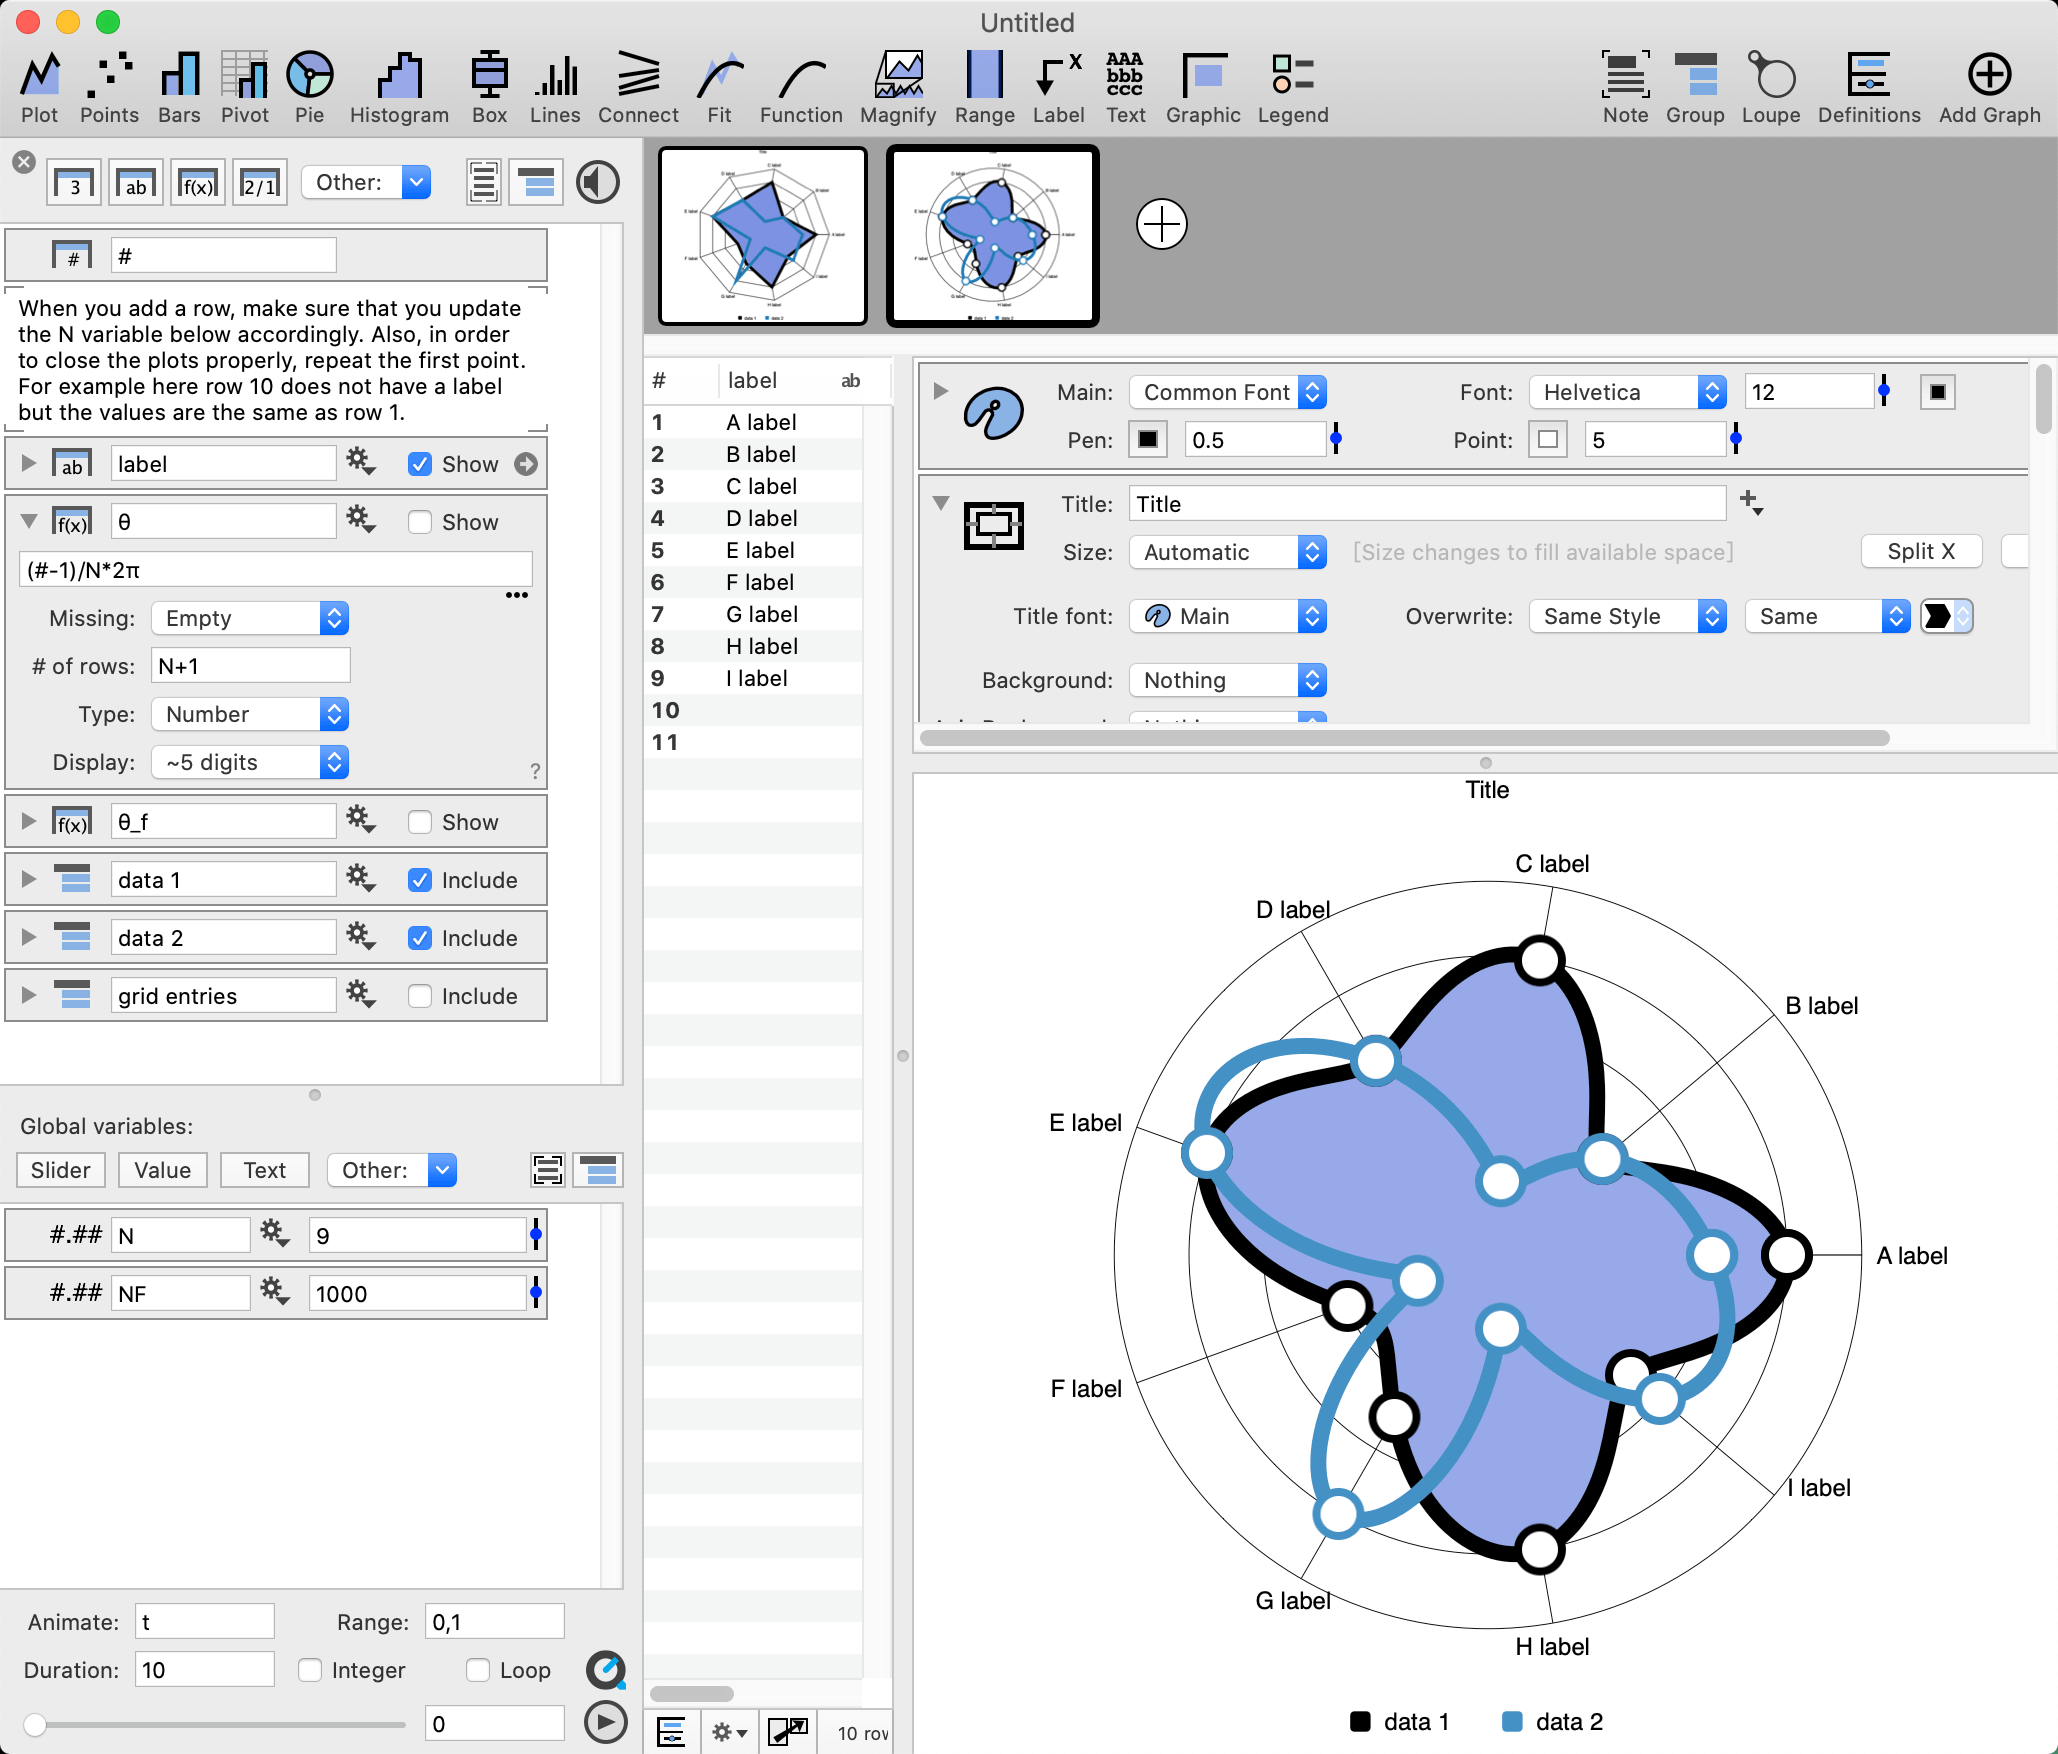 Untitled
Plot Points Bars Pivot Pie Histogram Box Lines Connect Fit Function Magnify Range Label Text Graphic Legend Note Group Loupe Definitions Add Graph
X
AAA
bbb
ccc
3 ab f(x) 2/1 Other:
# #
When you add a row, make sure that you update
the N variable below accordingly. Also, in order
to close the plots properly, repeat the first point.
For example here row 10 does not have a label
but the values are the same as row 1.
ab label Show
f(x) θ Show
(#-1)/N*2π
Missing: Empty
# of rows: N+1
Type: Number
Display: ~5 digits ?
f(x) θ_f Show
data 1 Include
data 2 Include
grid entries Include
Global variables:
Slider Value Text Other:
#.## N 9
#.## NF 1000
Animate: t Range: 0,1
Duration: 10 Integer Loop
0
# label ab
1 A label
2 B label
3 C label
4 D label
5 E label
6 F label
7 G label
8 H label
9 I label
10
11
10 rov
Main: Common Font Font: Helvetica 12
Pen: 0.5 Point: 5
Title: Title
Size: Automatic [Size changes to fill available space] Split X
Title font: Main Overwrite: Same Style Same
Background: Nothing
Title
C label
D label
B label
E label
A label
F label
I label
G label
H label
data 1 data 2